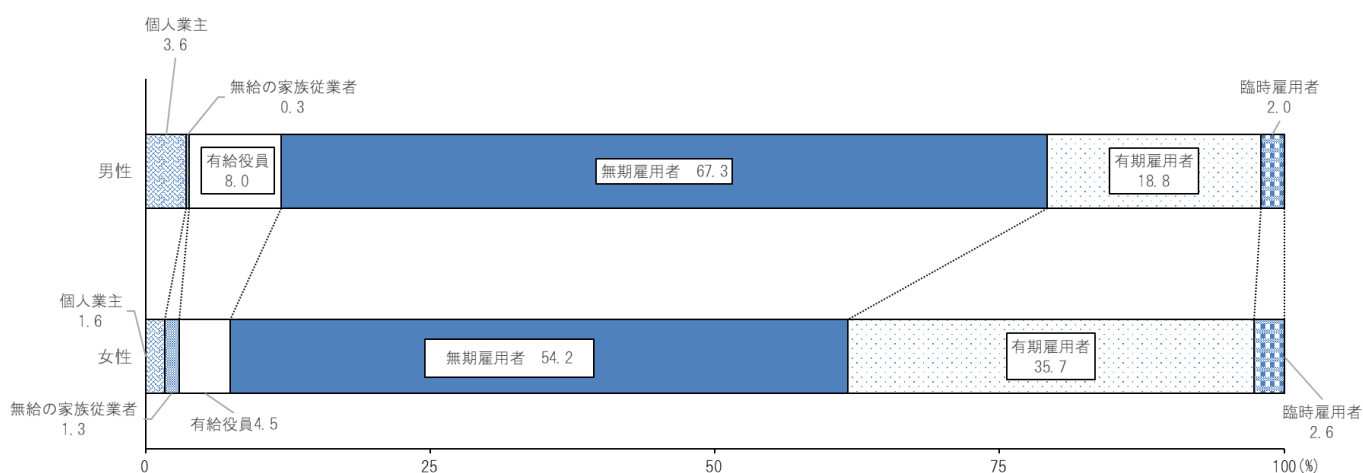 個人業主
3.6
無給の家族従業者
0.3
臨時雇用者
2.0
男性
有給役員
8.0
無期雇用者　67.3
有期雇用者
18.8
個人業主
1.6
女性
無期雇用者　54.2
有期雇用者
35.7
無給の家族従業者
1.3
有給役員4.5
臨時雇用者
2.6
0
25
50
75
100(%)